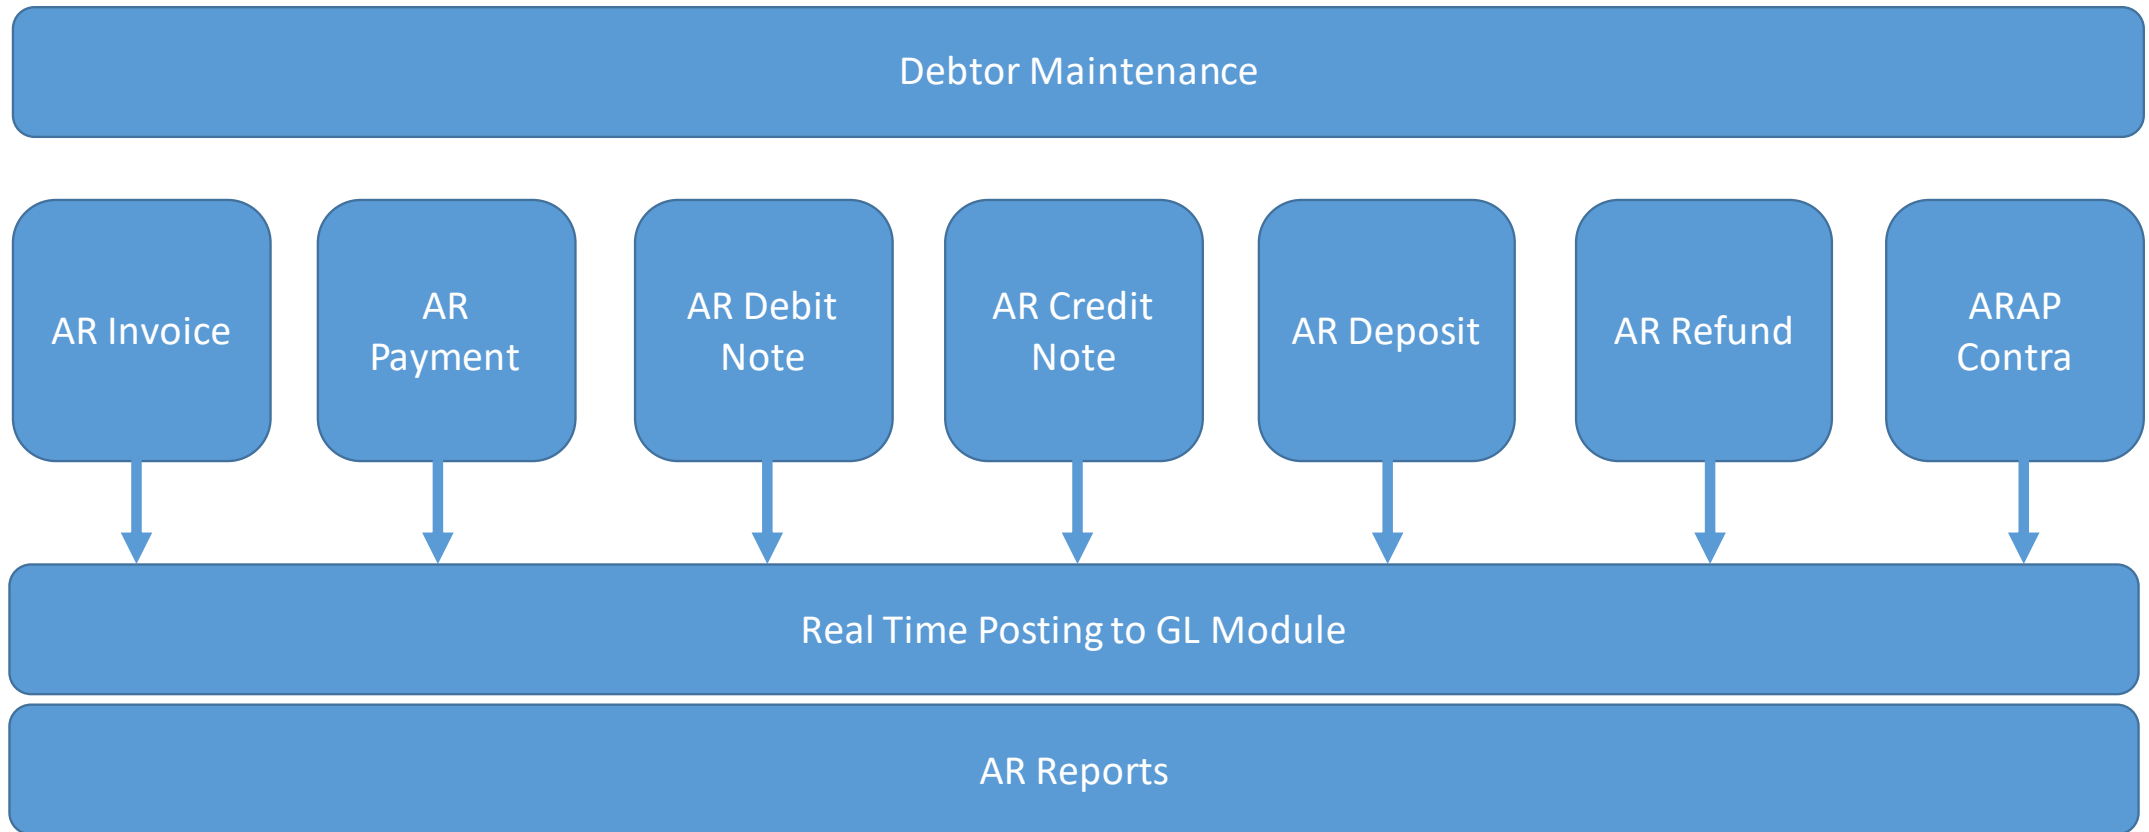 Debtor Maintenance
AR Invoice
AR
Payment
AR Debit
Note
AR Credit
Note
AR Deposit
AR Refund
ARAP
Contra
Real Time Posting to GL Module
AR Reports